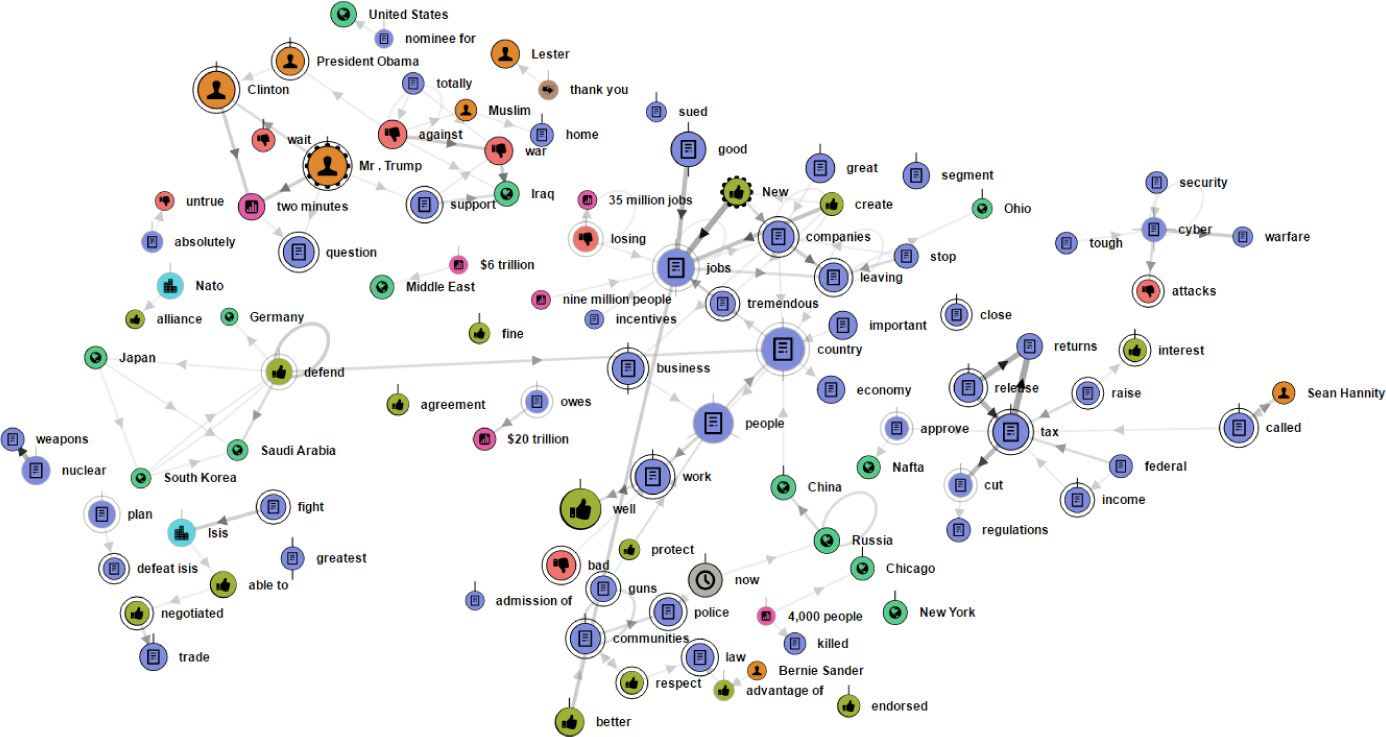 United States
nominee for
President Obama
Lester
Clinton
totally
thank you
Muslim
sued
wait
against
home
war
good
Mr . Trump
great
segment
security
untrue
two minutes
support
Iraq
35 million jobs
New
create
Ohio
absolutely
losing
companies
cyber
warfare
tough
question
stop
$6 trillion
jobs
leaving
Nato
Middle East
attacks
nine million people
tremendous
alliance
Germany
incentives
close
important
fine
Japan
country
returns
interest
defend
business
economy
release
raise
Sean Hannity
agreement
owes
people
approve
tax
called
weapons
$20 trillion
nuclear
Saudi Arabia
Nafta
federal
South Korea
work
China
cut
income
plan
fight
well
regulations
Isis
Russia
greatest
protect
defeat isis
bad
now
Chicago
able to
guns
admission of
negotiated
police
4,000 people
New York
communities
killed
trade
law
respect
Bernie Sander
advantage of
endorsed
better